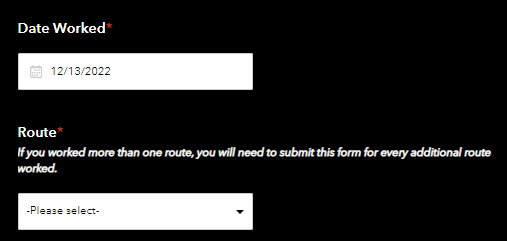 Date Worked*
12/13/2022
Route*
If you worked more than one route, you will need to submit this form for every additional route
worked.
-Please select-